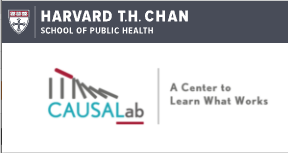 HARVARD T.H. CHAN
SCHOOL OF PUBLIC HEALTH
CAUSALab
A Center to
Learn What Works